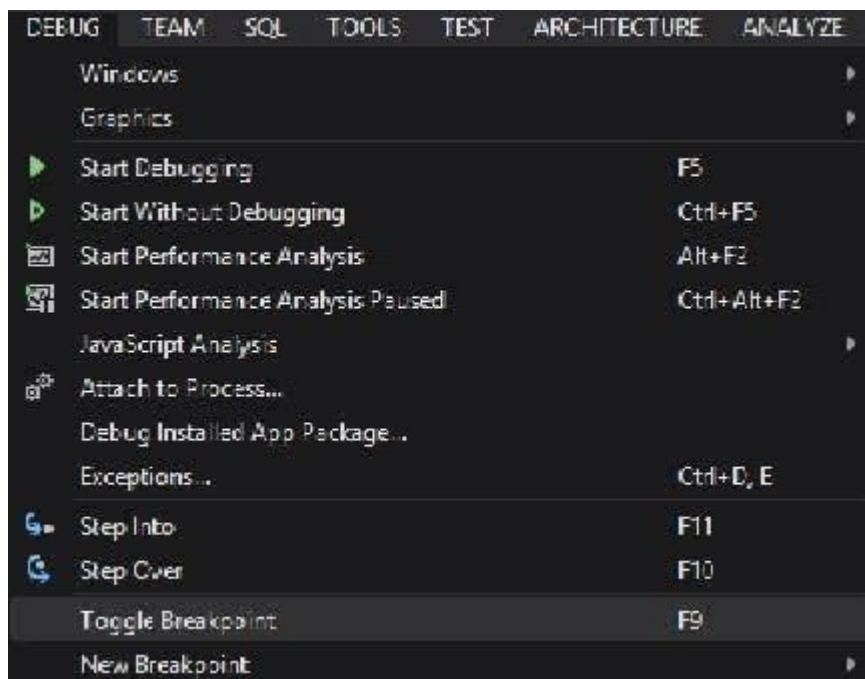 DEBUG TEAM SQL TOOLS TEST ARCHITECTURE ANALYZE
Windows
Graphics
Start Debugging F5
Start Without Debugging Ctrl+F5
Start Performance Analysis Alt+F2
Start Performance Analysis Paused Ctrl+Alt+F2
JavaScript Analysis
Attach to Process...
Debug Installed App Package...
Exceptions... Ctrl+D, E
Step Into F11
Step Over F10
Toggle Breakpoint F9
New Breakpoint